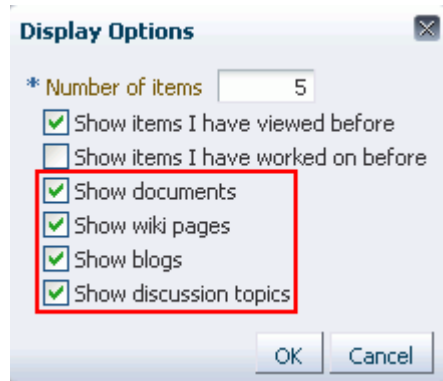 Display Options
* Number of items 5
Show items I have viewed before
Show items I have worked on before
Show documents
Show wiki pages
Show blogs
Show discussion topics
OK Cancel